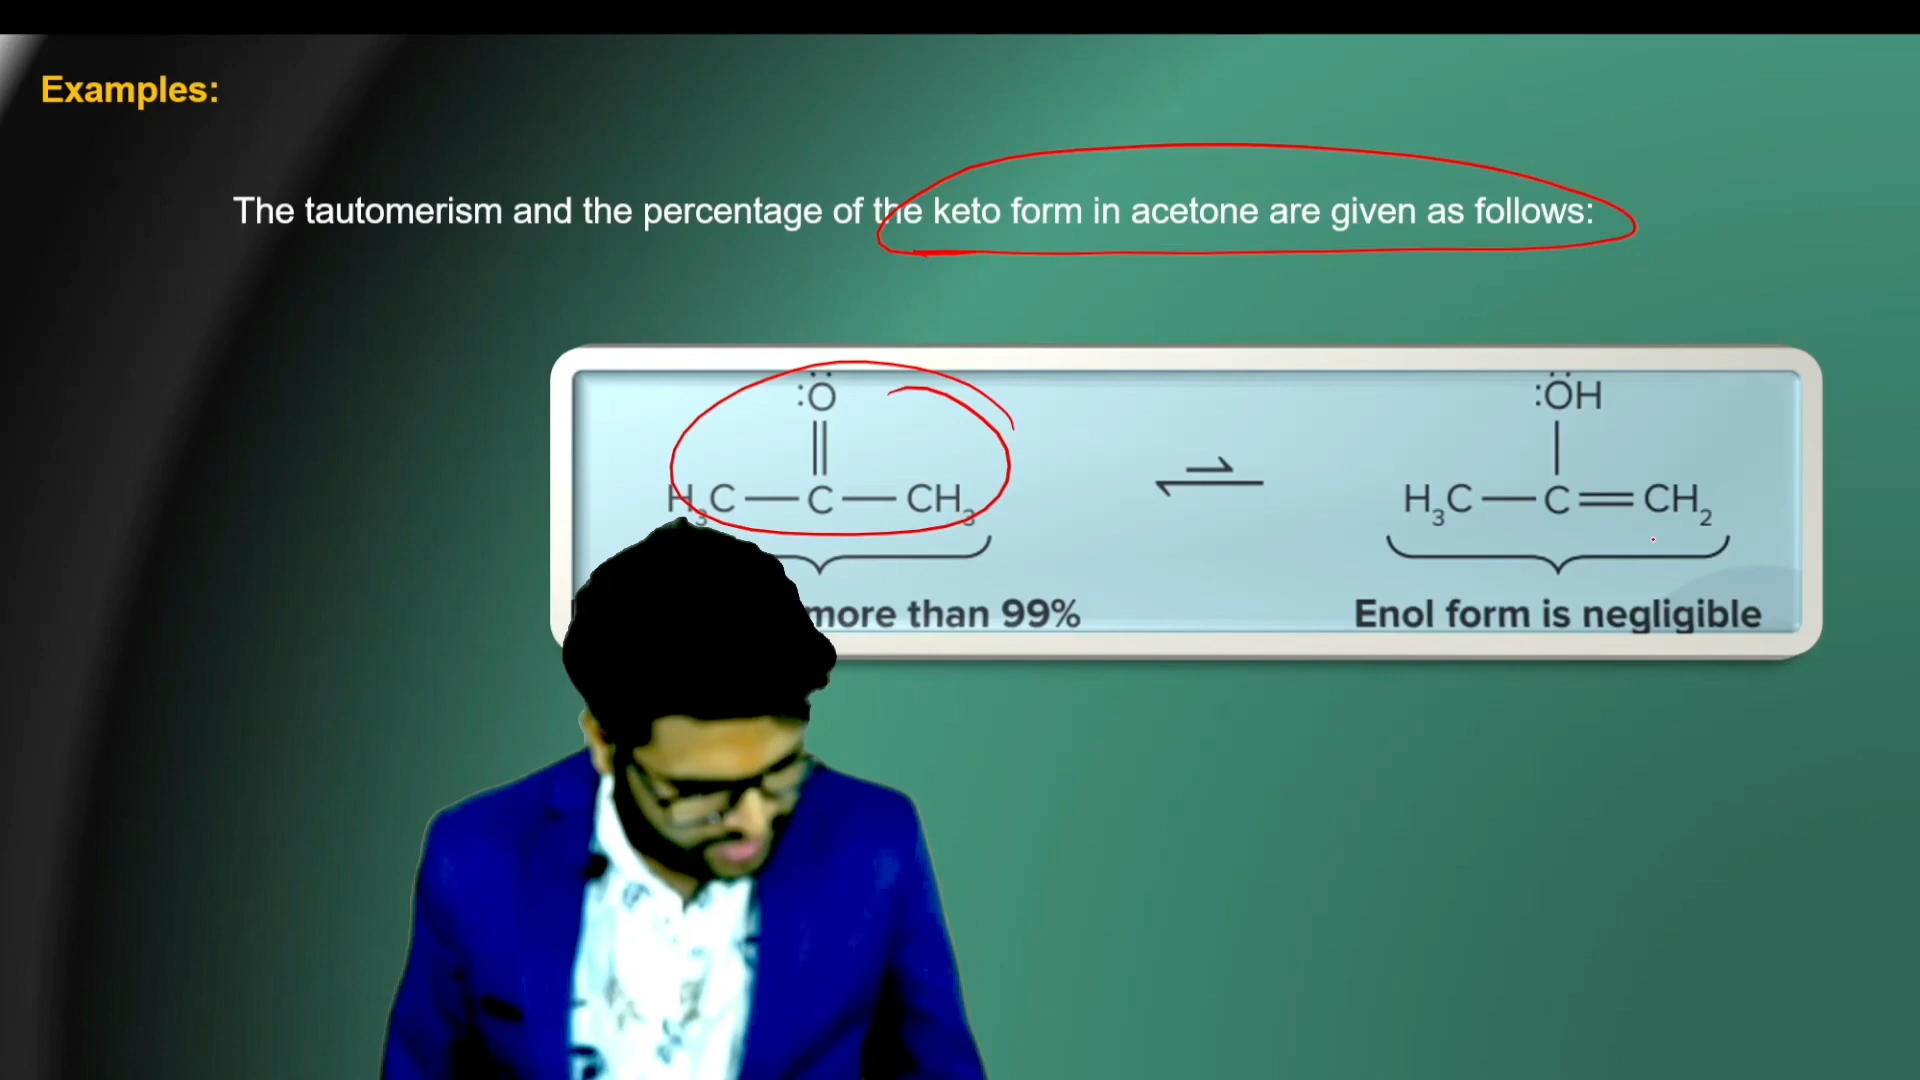 Examples:
The tautomerism and the percentage of the keto form in acetone are given as follows:
:Ö
H₃C — C — CH₃
:ÖH
H₃C — C = CH₂
more than 99%
Enol form is negligible